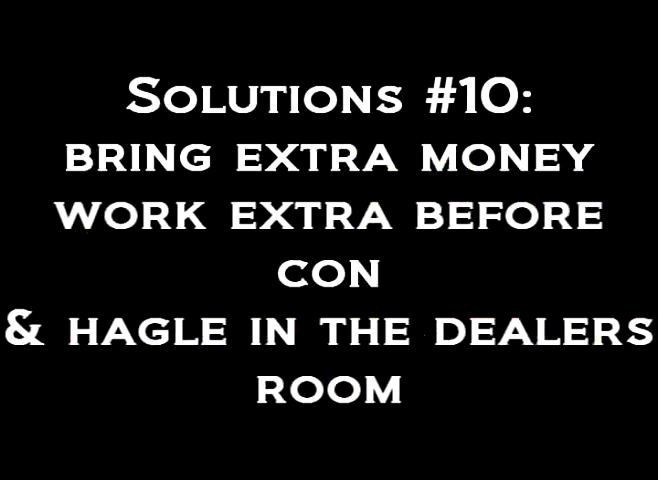 Solutions #10:
bring extra money
work extra before
con
& hagle in the dealers
room